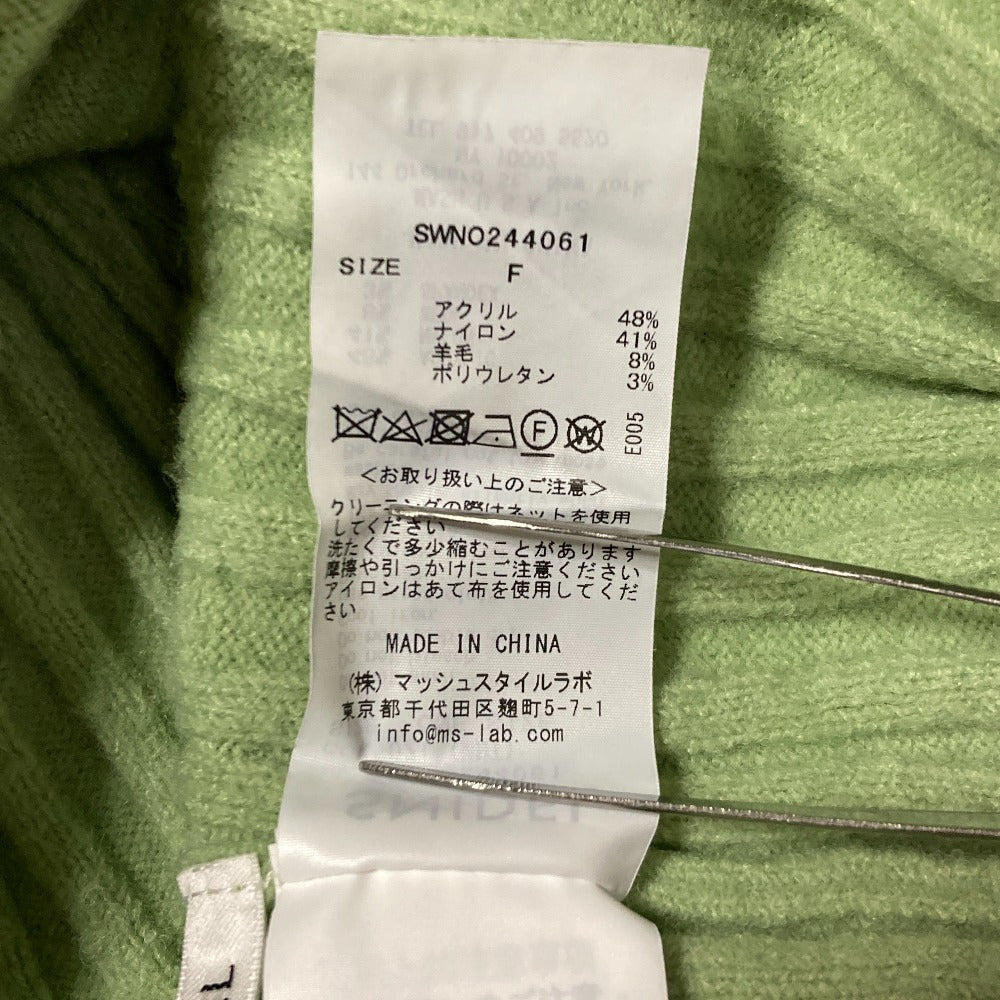 SWNO244061
SIZE F
アクリル 48%
ナイロン 41%
羊毛 8%
ポリウレタン 3%
F W E005
<お取り扱い上のご注意>
クリーニングの際はネットを使用
してください
洗たくで多少縮むことがあります
摩擦や引っかけにご注意ください
アイロンはあて布を使用してくだ
さい
MADE IN CHINA
(株)マッシュスタイルラボ
東京都千代田区麹町5-7-1
info@ms-lab.com